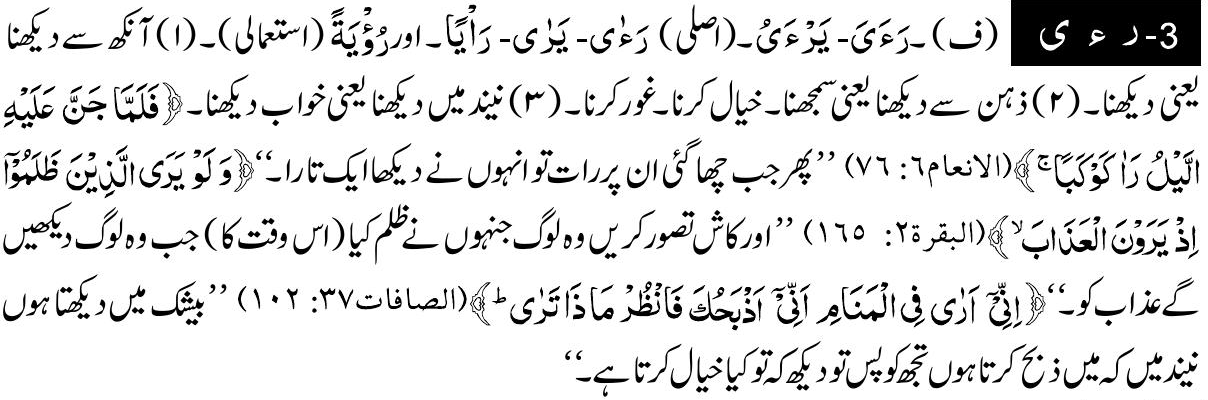 3- ر ء ی (ف)۔ رَءَیَ- یَرْءَیُ۔ (اصلی) رَءٰی- یَرٰی- رَأْیًا۔ اور رُؤْیَةً (استعمالی)۔ (۱) آنکھ سے دیکھنا
یعنی دیکھنا۔ (۲) ذہن سے دیکھنا یعنی سمجھنا۔ خیال کرنا۔ غور کرنا۔ (۳) نیند میں دیکھنا یعنی خواب دیکھنا۔ ﴿فَلَمَّا جَنَّ عَلَیْهِ
الَّیْلُ رَاٰ کَوْکَبًا ۚ﴾ (الانعام۶: ۷۶) ’’پھر جب چھا گئی ان پر رات تو انہوں نے دیکھا ایک تارا۔‘‘ ﴿وَ لَوْ یَرَی الَّذِیْنَ ظَلَمُوْۤا
اِذْ یَرَوْنَ الْعَذَابَ ۙ﴾ (البقرة۲: ۱۶۵) ’’اور کاش تصور کریں وہ لوگ جنہوں نے ظلم کیا (اس وقت کا) جب وہ لوگ دیکھیں
گے عذاب کو۔‘‘ ﴿اِنِّیْۤ اَرٰی فِی الْمَنَامِ اَنِّیْۤ اَذْبَحُكَ فَانْظُرْ مَاذَا تَرٰی ؕ﴾ (الصافات۳۷: ۱۰۲) ’’بیشک میں دیکھتا ہوں
نیند میں کہ میں ذبح کرتا ہوں تجھ کو پس تو دیکھ کہ تو کیا خیال کرتا ہے۔‘‘